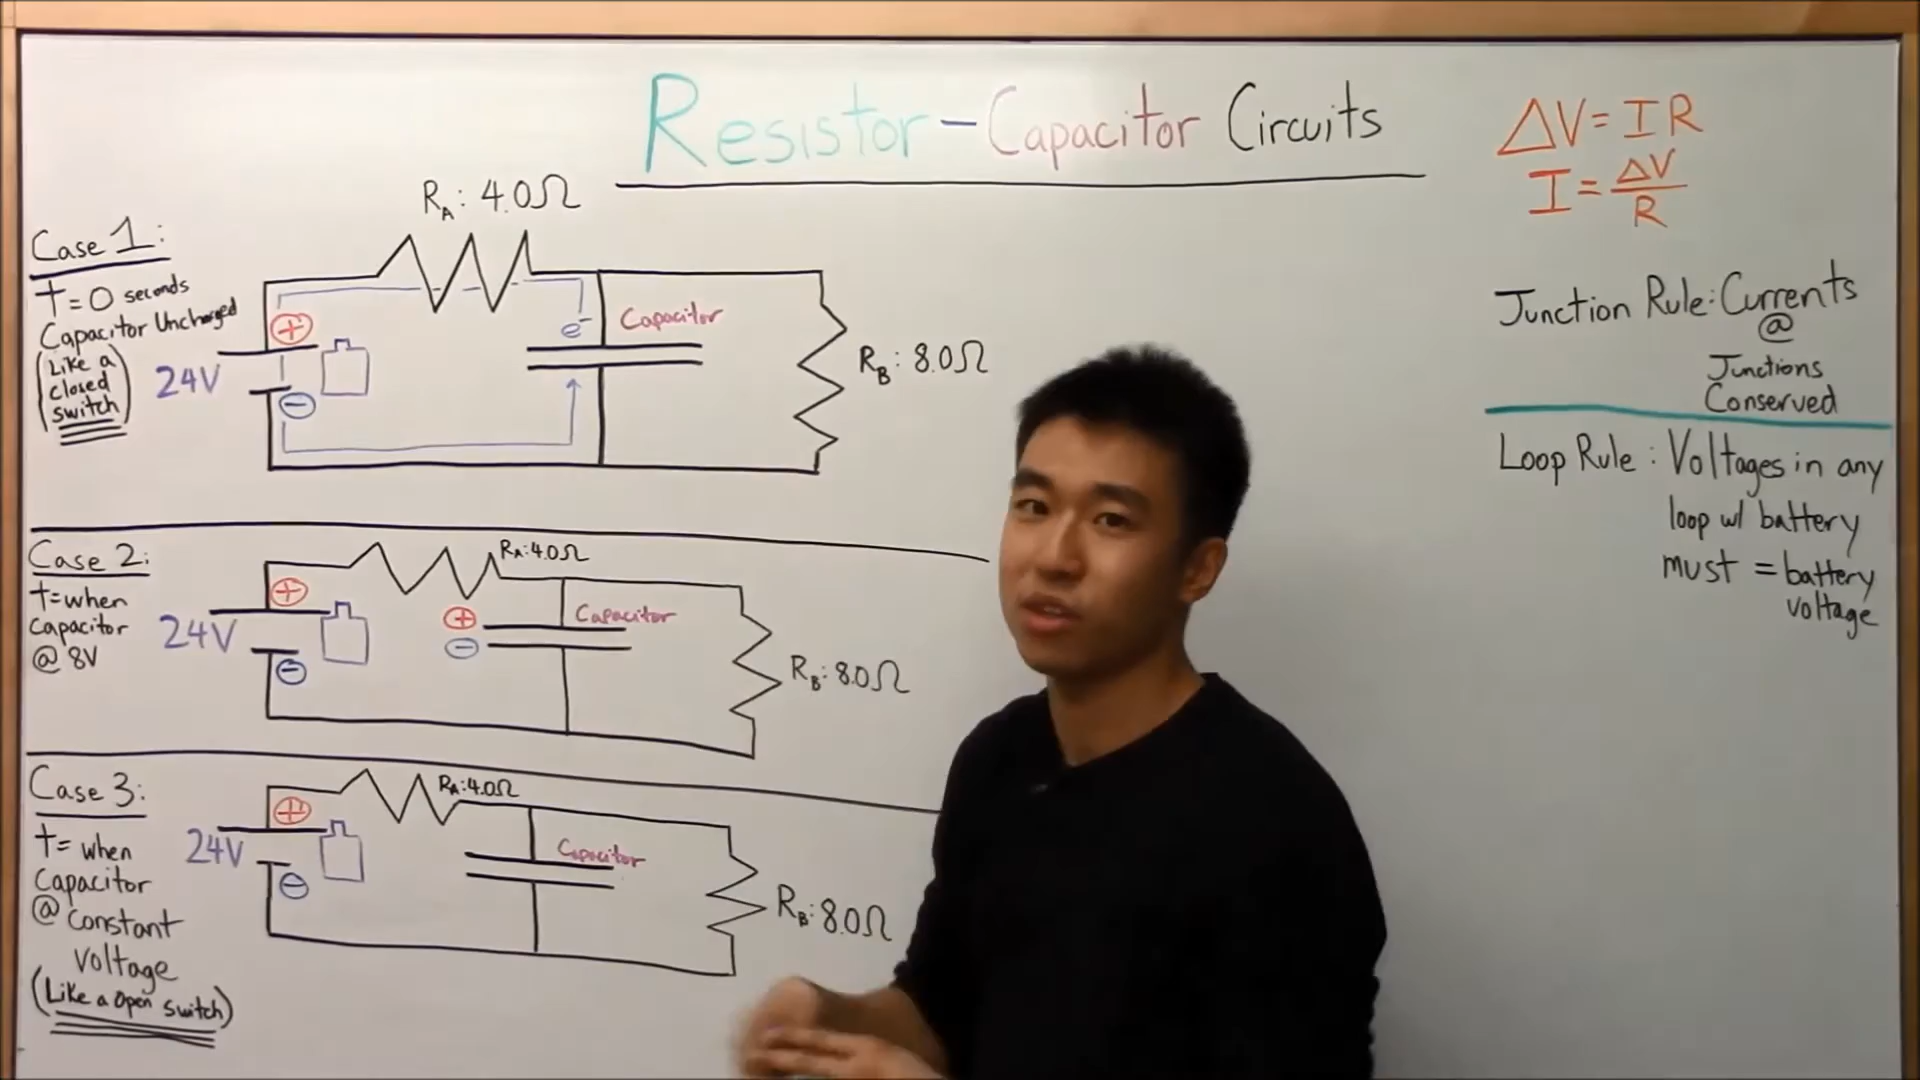 Resistor - Capacitor Circuits
ΔV = IR
I = ΔV/R
Junction Rule: Currents
@
Junctions
Conserved
Loop Rule: Voltages in any
loop w/ battery
must = battery
voltage
Case 1:
t = 0 seconds
Capacitor Uncharged
(Like a
closed
switch)
24V
+
-
RA: 4.0Ω
e-
Capacitor
RB: 8.0Ω
Case 2:
t = when
capacitor
@ 8V
24V
+
-
RA: 4.0Ω
+
-
Capacitor
RB: 8.0Ω
Case 3:
t = when
capacitor
@ constant
voltage
(Like a open switch)
24V
+
-
RA: 4.0Ω
Capacitor
RB: 8.0Ω